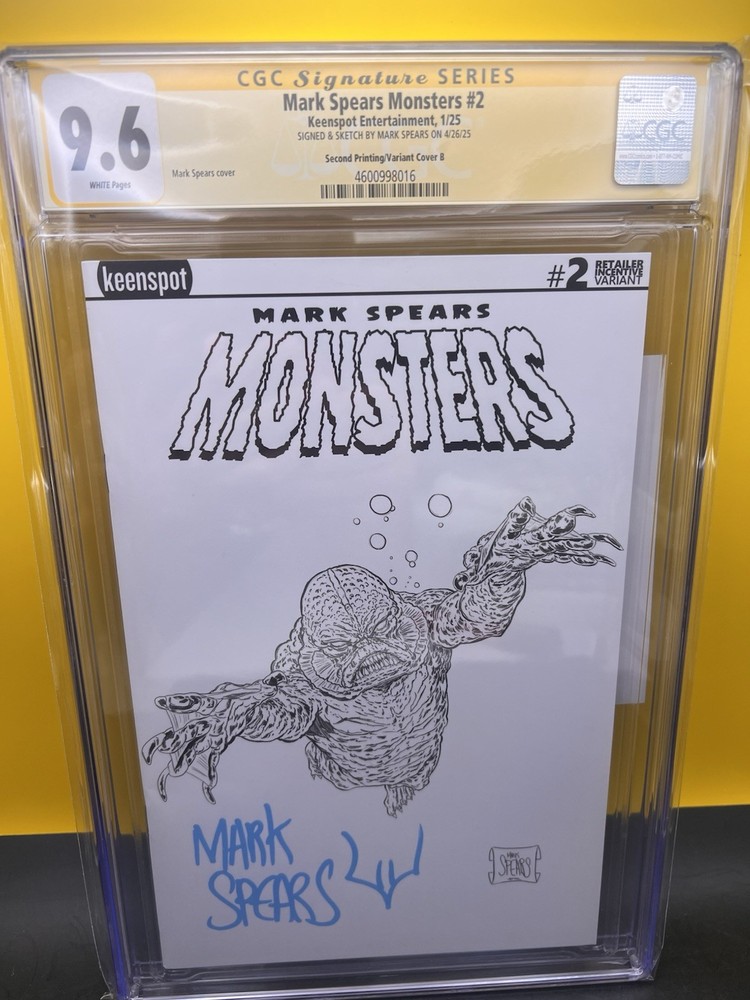 CGC Signature SERIES
9.6
WHITE Pages
Mark Spears Monsters #2
Keenspot Entertainment, 1/25
SIGNED & SKETCH BY MARK SPEARS ON 4/26/25
Second Printing/Variant Cover B
Mark Spears cover
4600998016
CGC
keenspot
#2 RETAILER
INCENTIVE
VARIANT
MARK SPEARS
MONSTERS
MARK
SPEARS
MARK
SPEARS